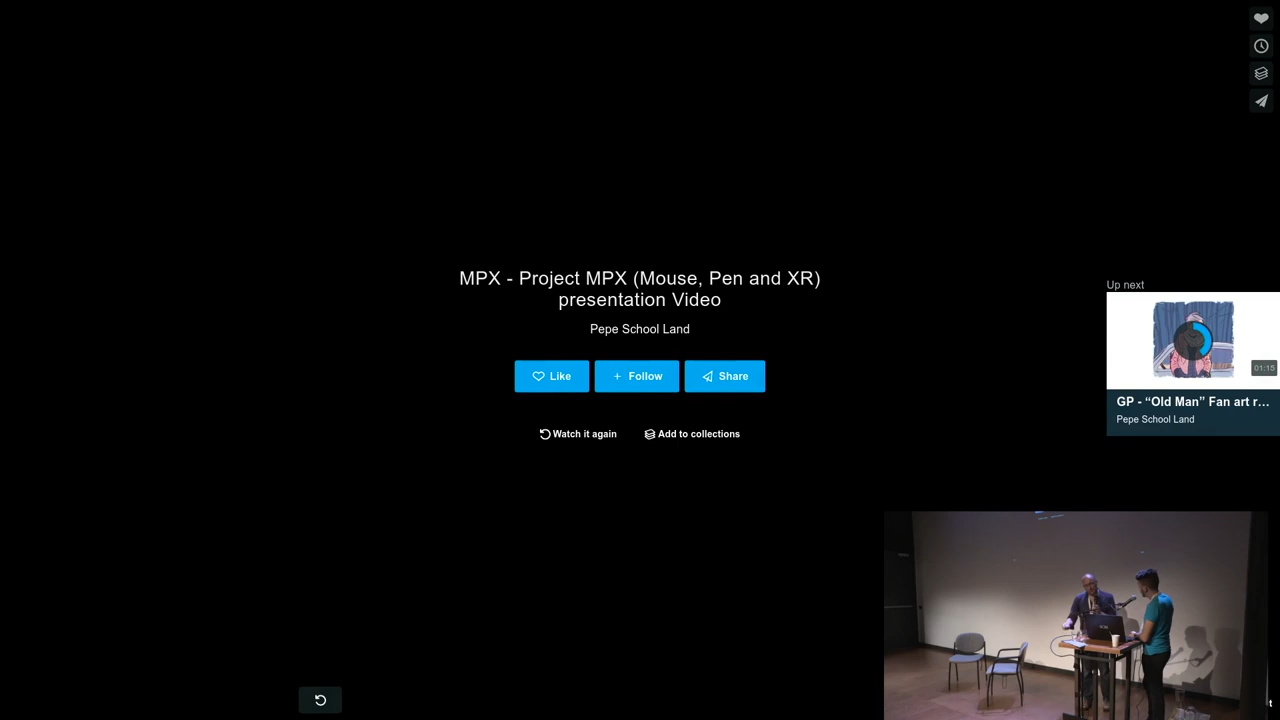 MPX - Project MPX (Mouse, Pen and XR)
presentation Video
Pepe School Land
Like
+ Follow
Share
Watch it again
Add to collections
Up next
01:15
GP - “Old Man” Fan art r...
Pepe School Land
t